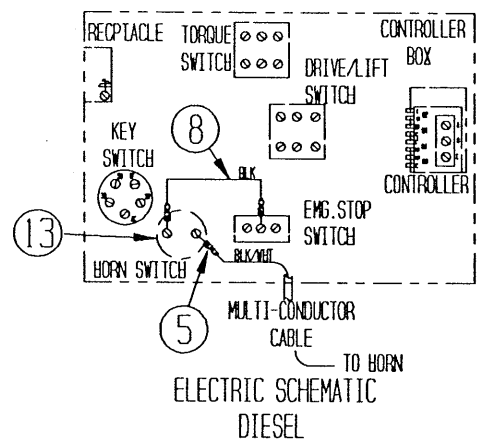 RECPTACLE
TORQUE
SWITCH
CONTROLLER
BOX
DRIVE/LIFT
SWITCH
KEY
SWITCH
8
BLK
CONTROLLER
EMG.STOP
SWITCH
13
HORN SWITCH
BLK/WHT
5
MULTI-CONDUCTOR
CABLE
TO HORN
ELECTRIC SCHEMATIC
DIESEL